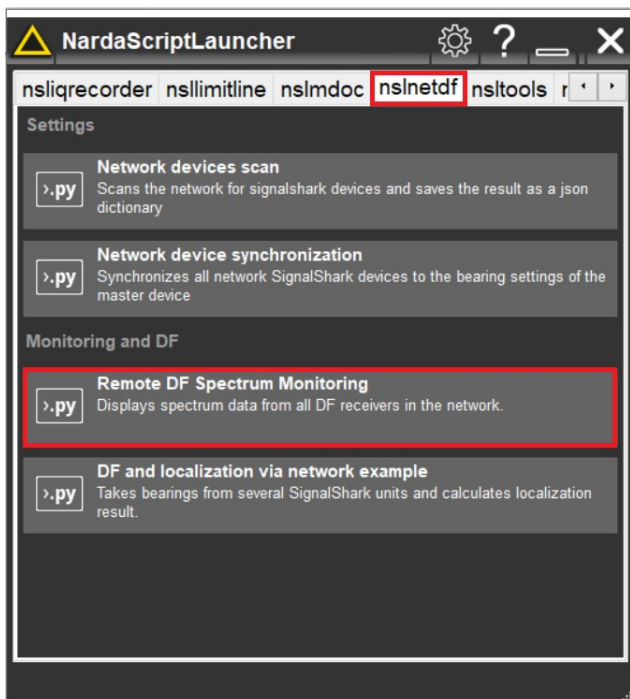 NardaScriptLauncher
?
nsliqrecorder nsllimitline nslmdoc nslnetdf nsltools
Settings
Network devices scan
>.py
Scans the network for signalshark devices and saves the result as a json
dictionary
Network device synchronization
>.py
Synchronizes all network SignalShark devices to the bearing settings of the
master device
Monitoring and DF
Remote DF Spectrum Monitoring
>.py
Displays spectrum data from all DF receivers in the network.
DF and localization via network example
>.py
Takes bearings from several SignalShark units and calculates localization
result.